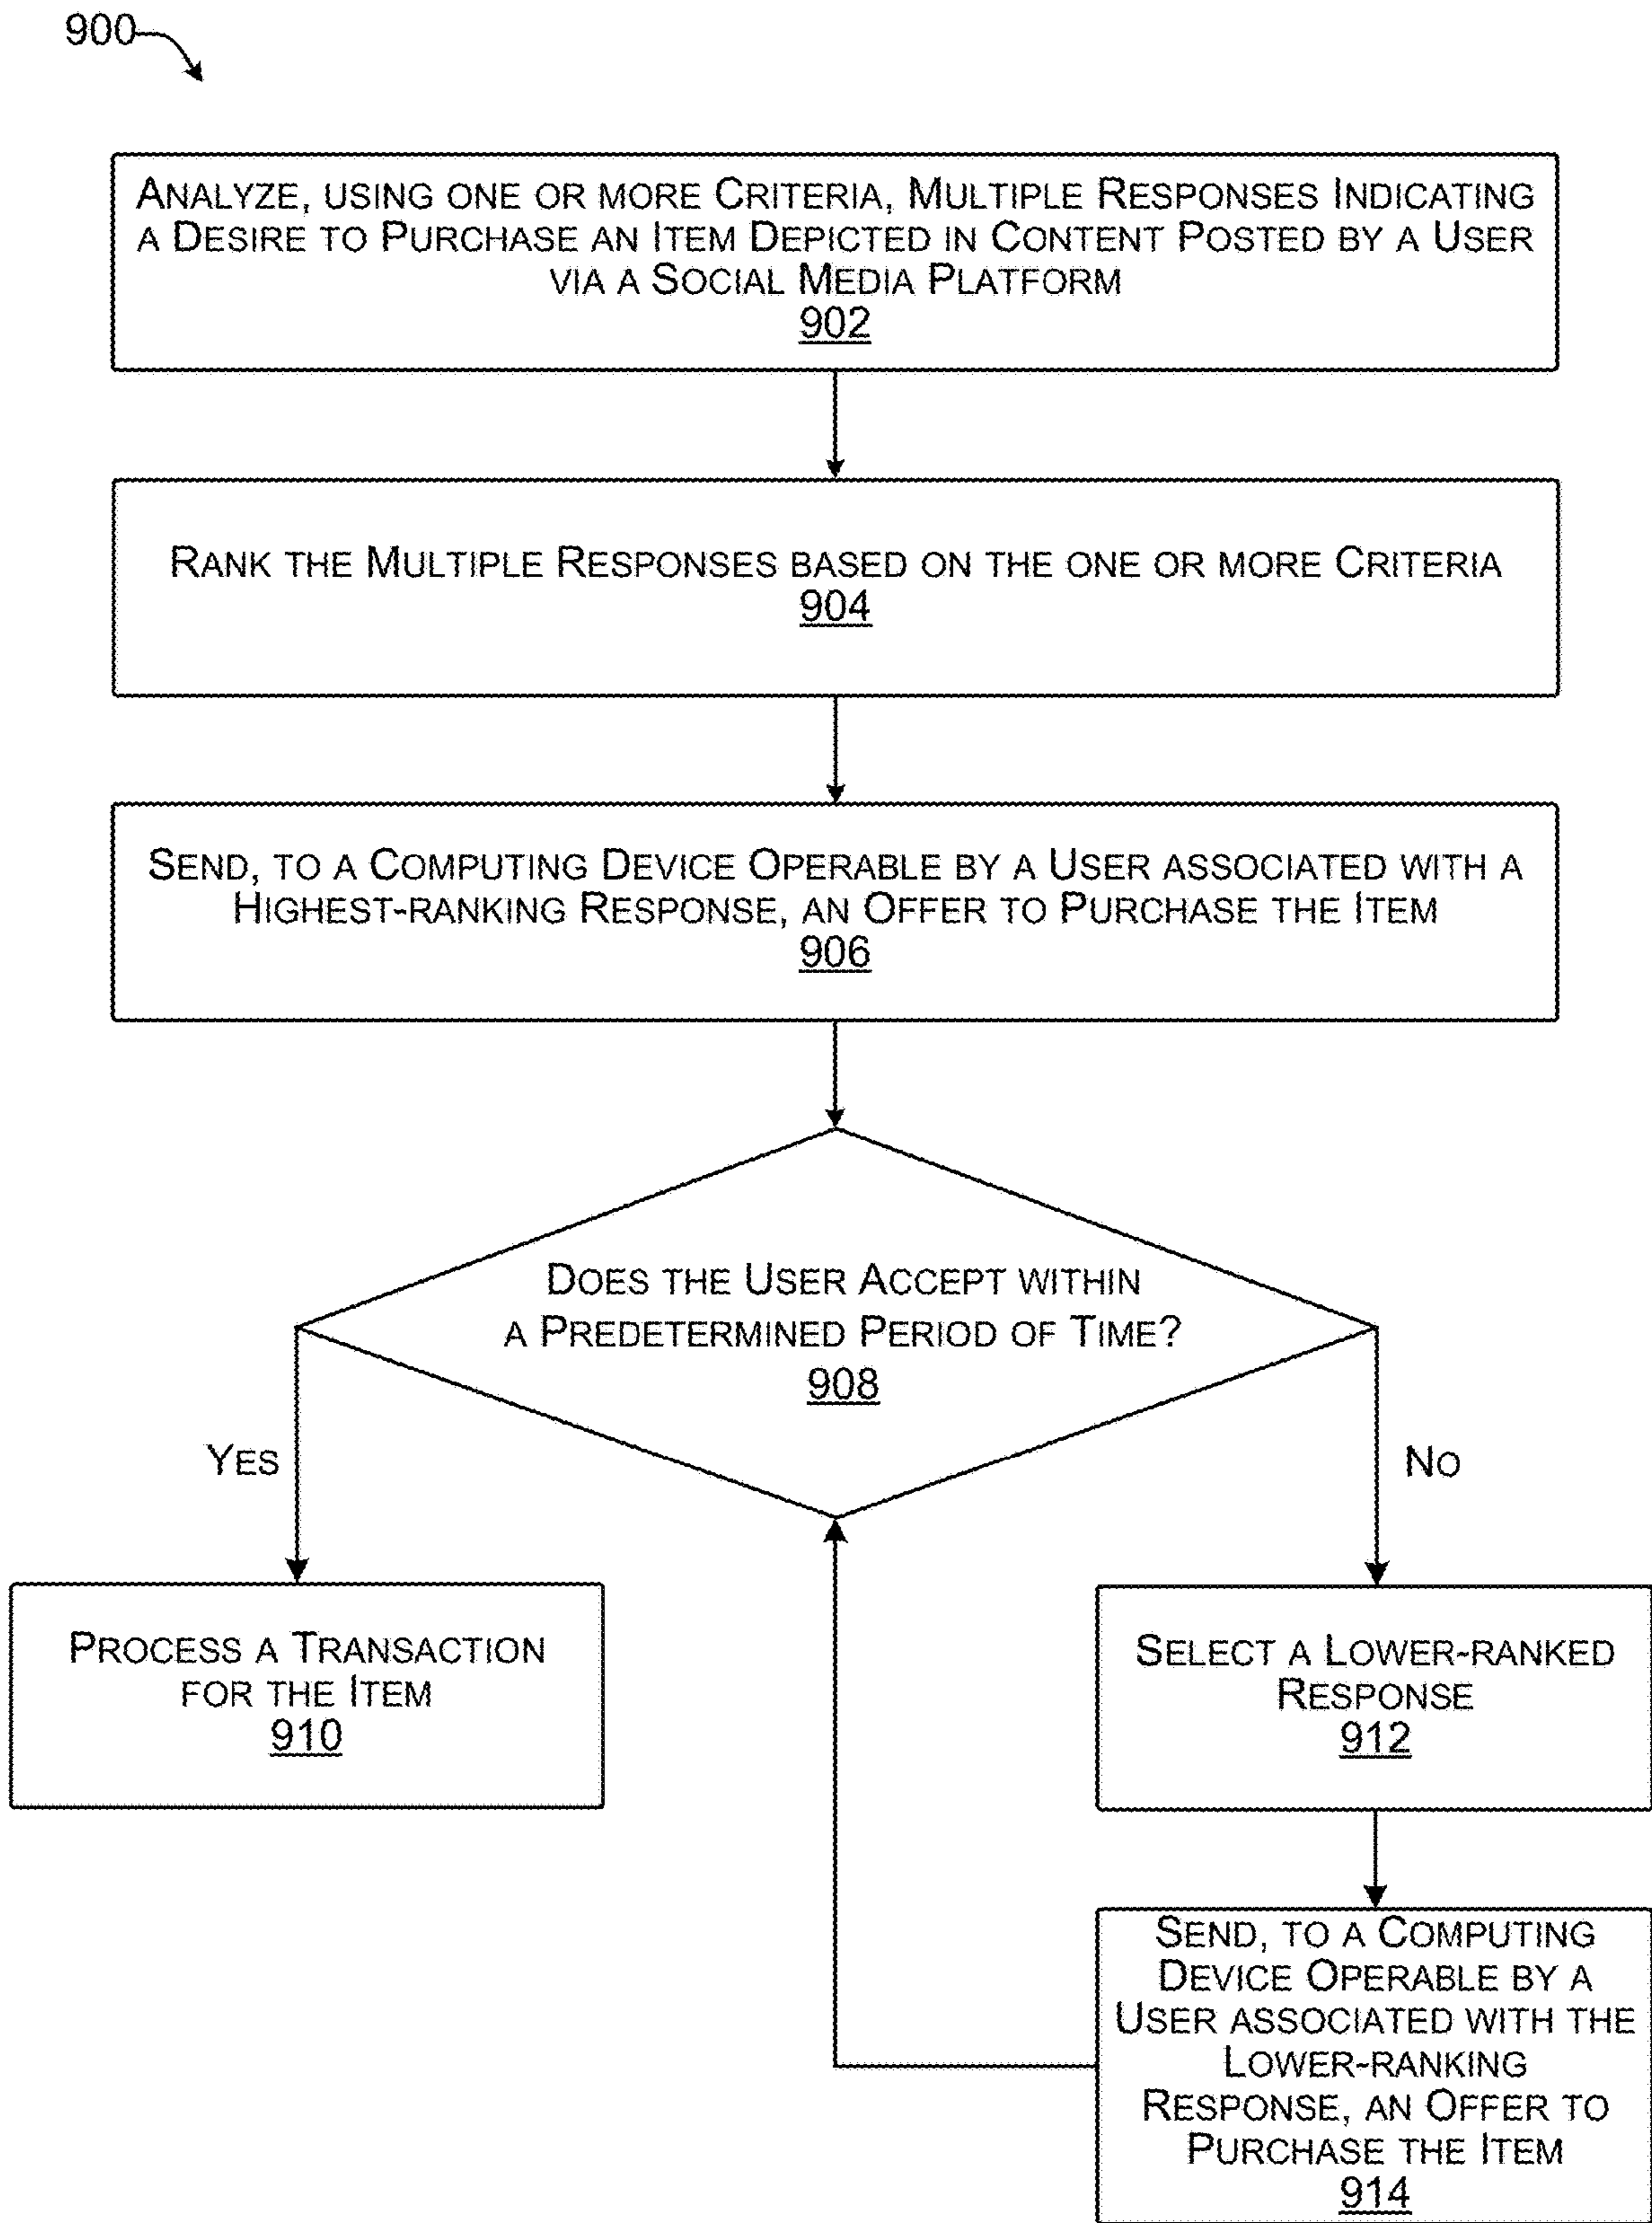 900
ANALYZE, USING ONE OR MORE CRITERIA, MULTIPLE RESPONSES INDICATING
A DESIRE TO PURCHASE AN ITEM DEPICTED IN CONTENT POSTED BY A USER
VIA A SOCIAL MEDIA PLATFORM
902
RANK THE MULTIPLE RESPONSES BASED ON THE ONE OR MORE CRITERIA
904
SEND, TO A COMPUTING DEVICE OPERABLE BY A USER ASSOCIATED WITH A
HIGHEST-RANKING RESPONSE, AN OFFER TO PURCHASE THE ITEM
906
DOES THE USER ACCEPT WITHIN
A PREDETERMINED PERIOD OF TIME?
908
YES
NO
PROCESS A TRANSACTION
FOR THE ITEM
910
SELECT A LOWER-RANKED
RESPONSE
912
SEND, TO A COMPUTING
DEVICE OPERABLE BY A
USER ASSOCIATED WITH THE
LOWER-RANKING
RESPONSE, AN OFFER TO
PURCHASE THE ITEM
914